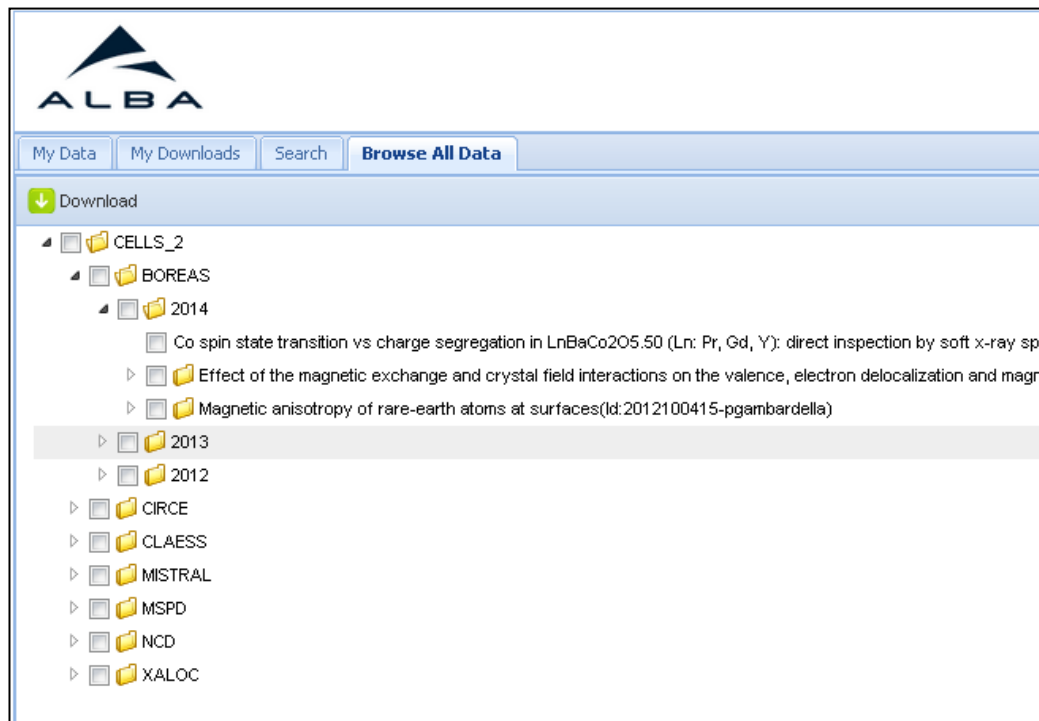 ALBA
My Data My Downloads Search Browse All Data
Download
CELLS_2
BOREAS
2014
Co spin state transition vs charge segregation in LnBaCo2O5.50 (Ln: Pr, Gd, Y): direct inspection by soft x-ray sp
Effect of the magnetic exchange and crystal field interactions on the valence, electron delocalization and magn
Magnetic anisotropy of rare-earth atoms at surfaces(Id:2012100415-pgambardella)
2013
2012
CIRCE
CLAESS
MISTRAL
MSPD
NCD
XALOC